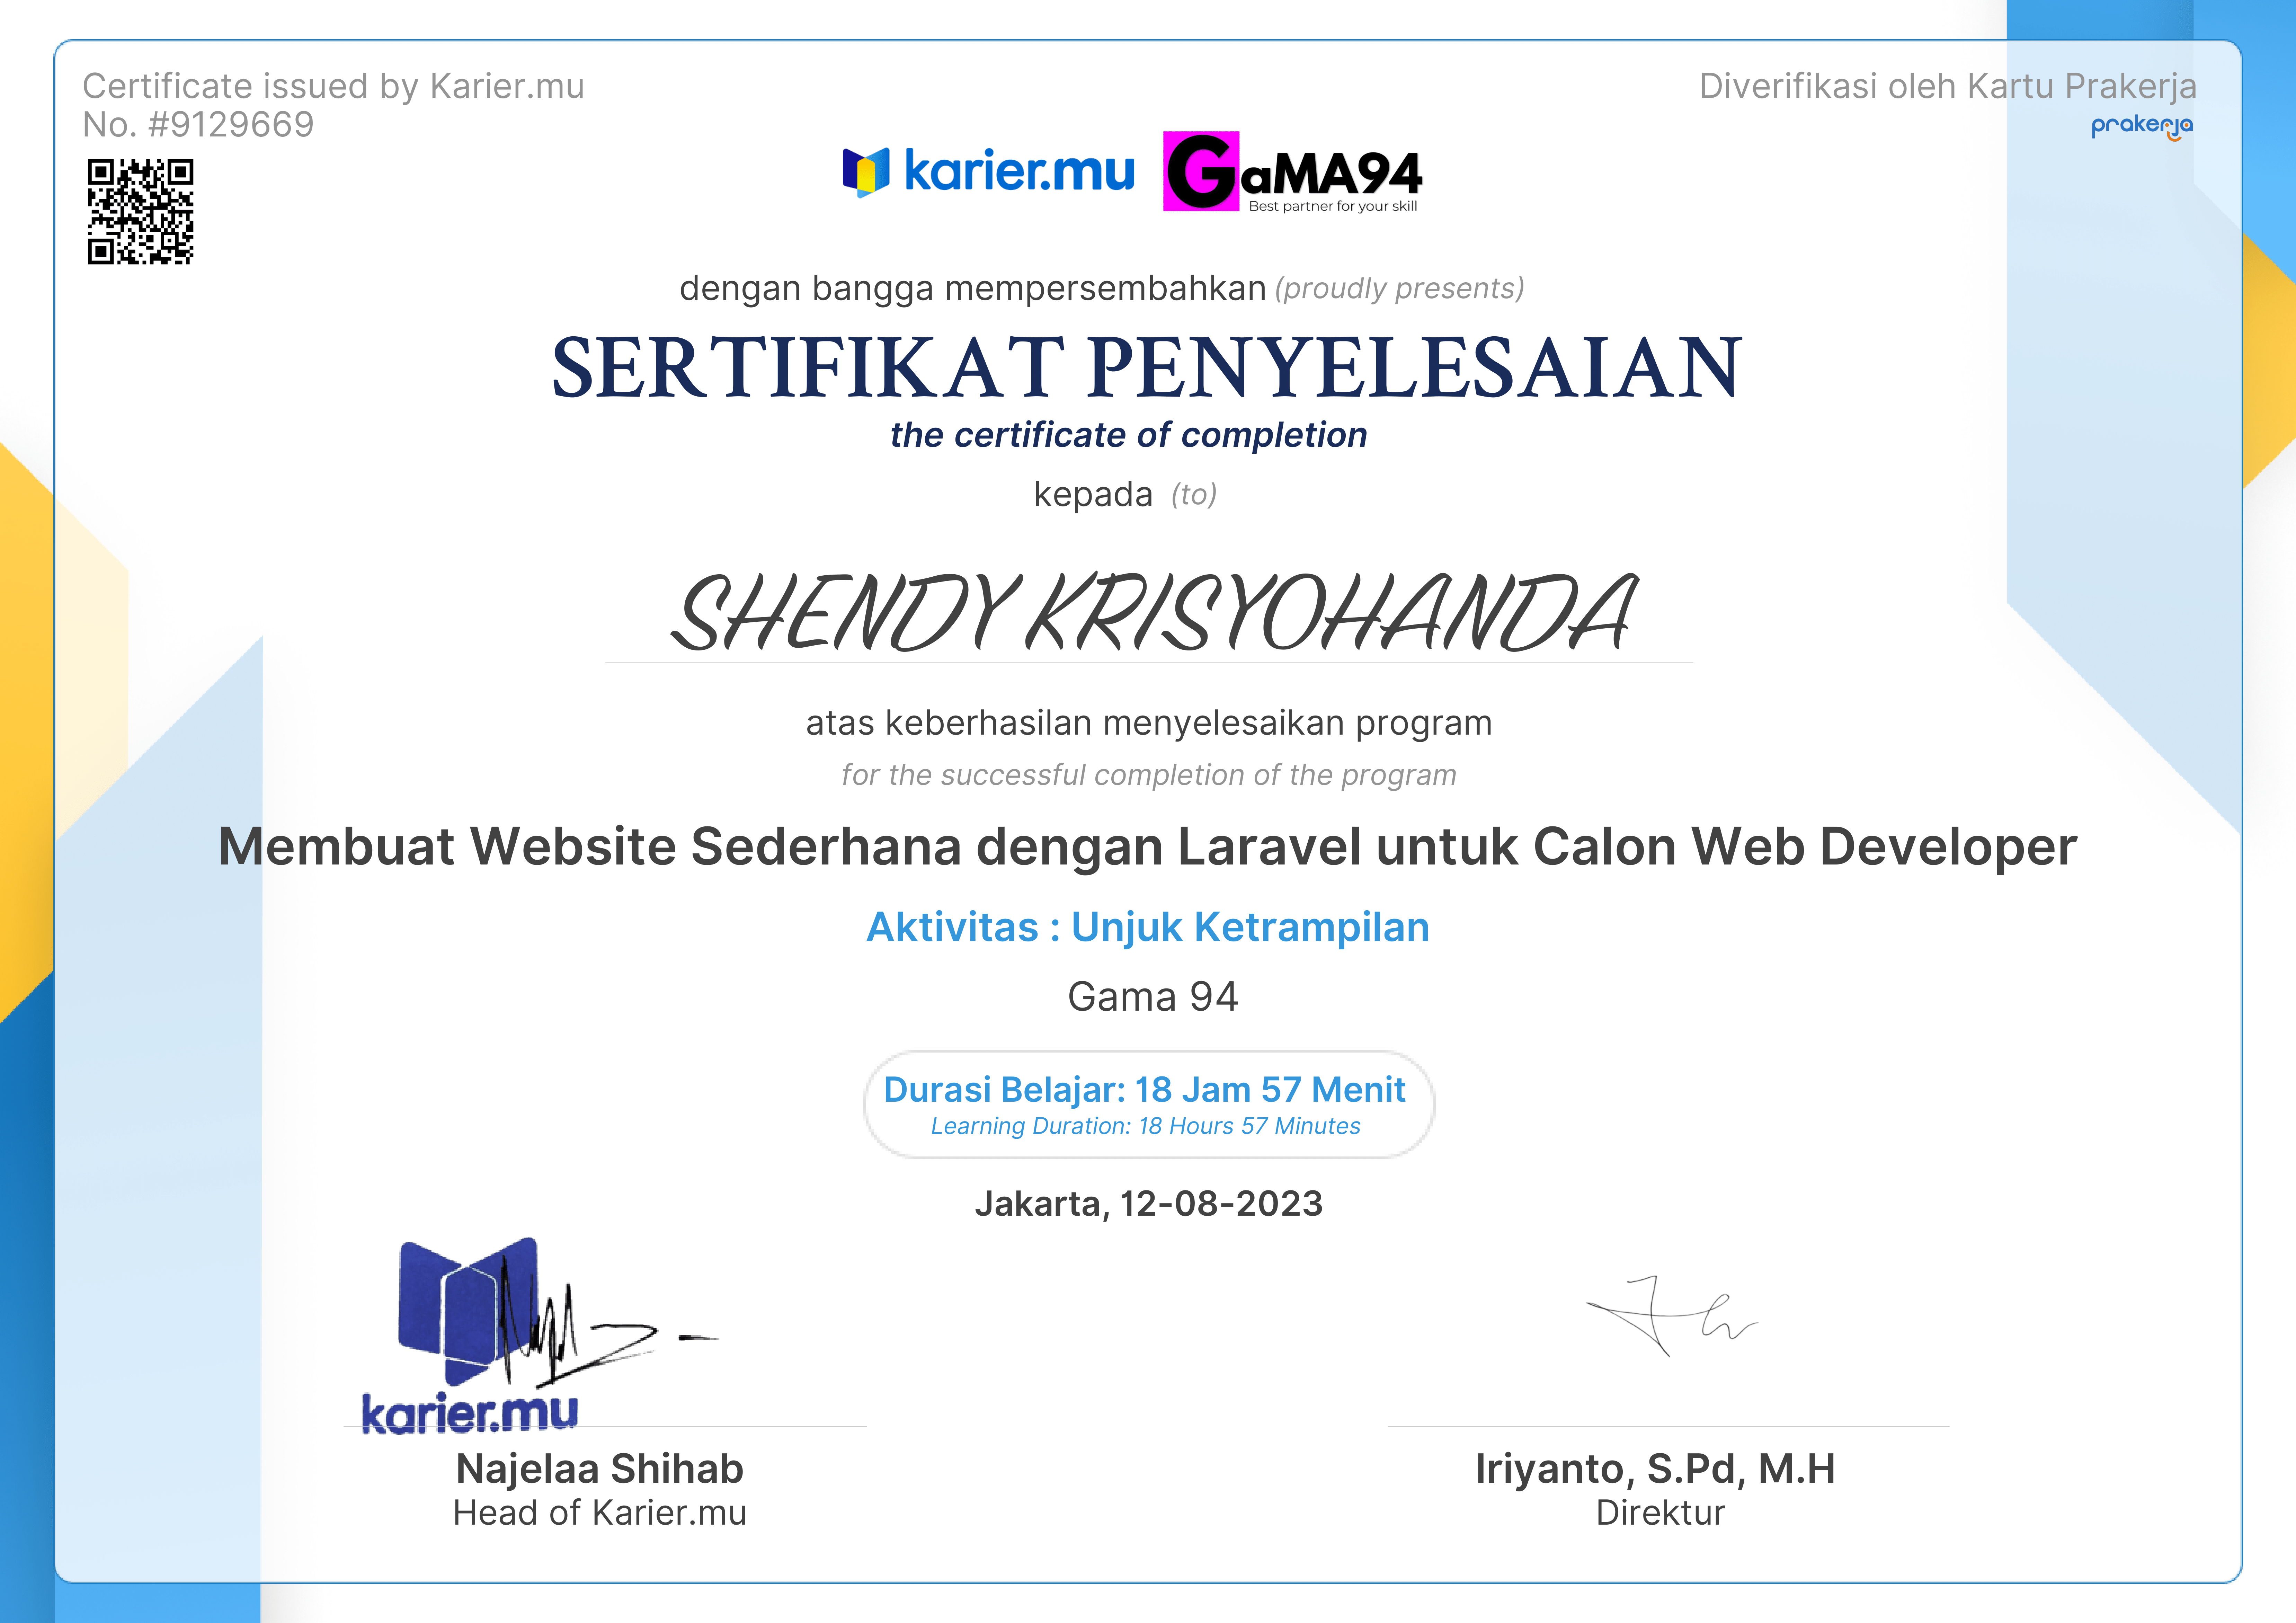 Certificate issued by Karier.mu
No. #9129669
Diverifikasi oleh Kartu Prakerja
prakerja
karier.mu
GaMA94
Best partner for your skill
dengan bangga mempersembahkan (proudly presents)
SERTIFIKAT PENYELESAIAN
the certificate of completion
kepada (to)
SHENDY KRISYOHANDA
atas keberhasilan menyelesaikan program
for the successful completion of the program
Membuat Website Sederhana dengan Laravel untuk Calon Web Developer
Aktivitas : Unjuk Ketrampilan
Gama 94
Durasi Belajar: 18 Jam 57 Menit
Learning Duration: 18 Hours 57 Minutes
Jakarta, 12-08-2023
karier.mu
Najelaa Shihab
Head of Karier.mu
Iriyanto, S.Pd, M.H
Direktur